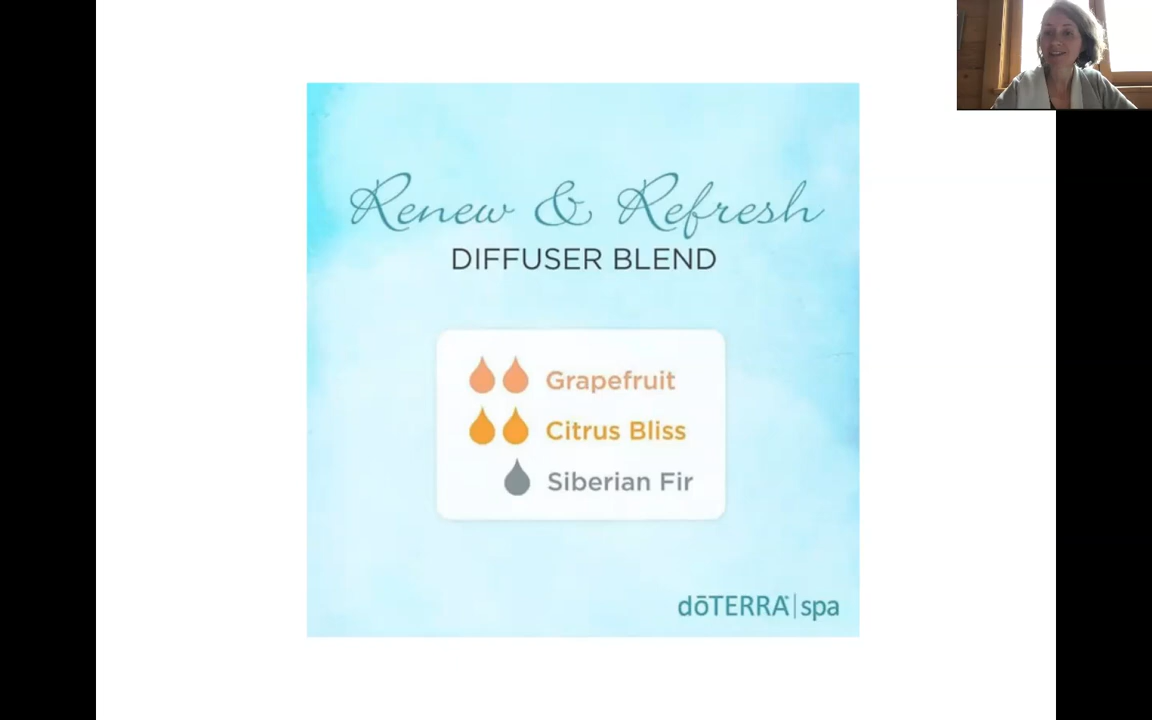 Renew & Refresh
DIFFUSER BLEND
Grapefruit
Citrus Bliss
Siberian Fir
dōTERRA|spa